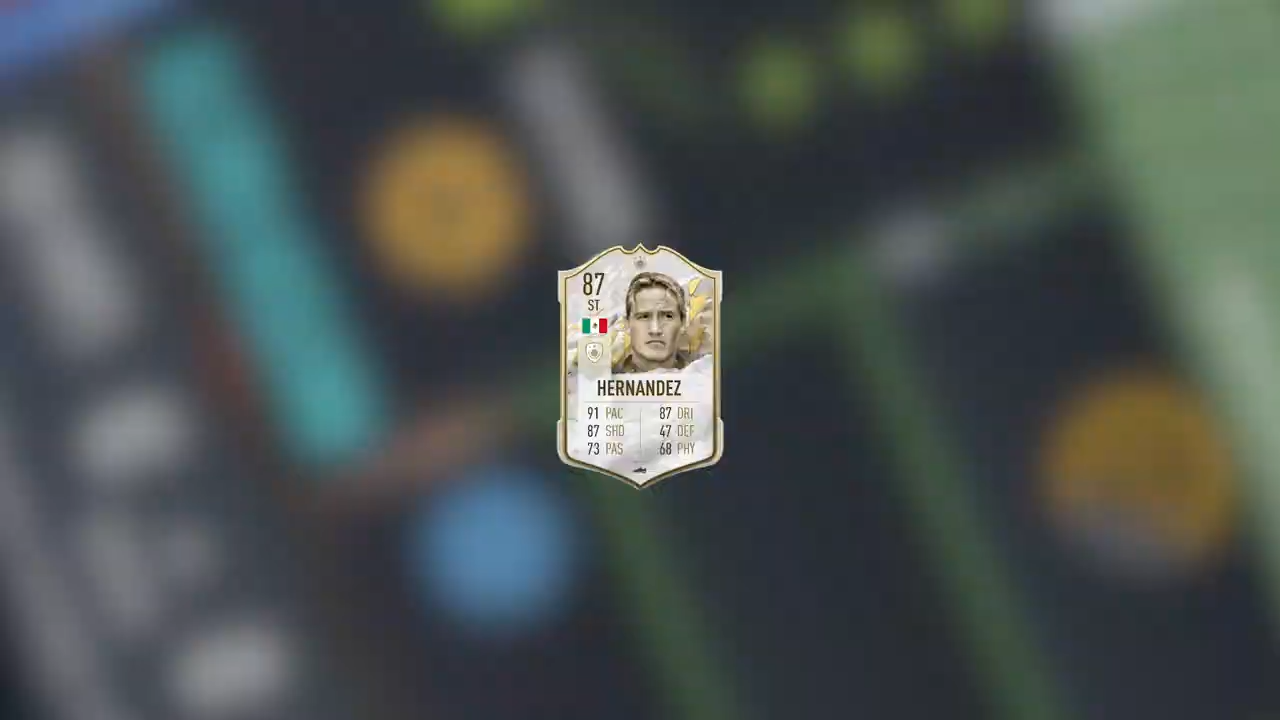 87
ST
HERNANDEZ
91 PAC 87 DRI
87 SHO 47 DEF
73 PAS 68 PHY